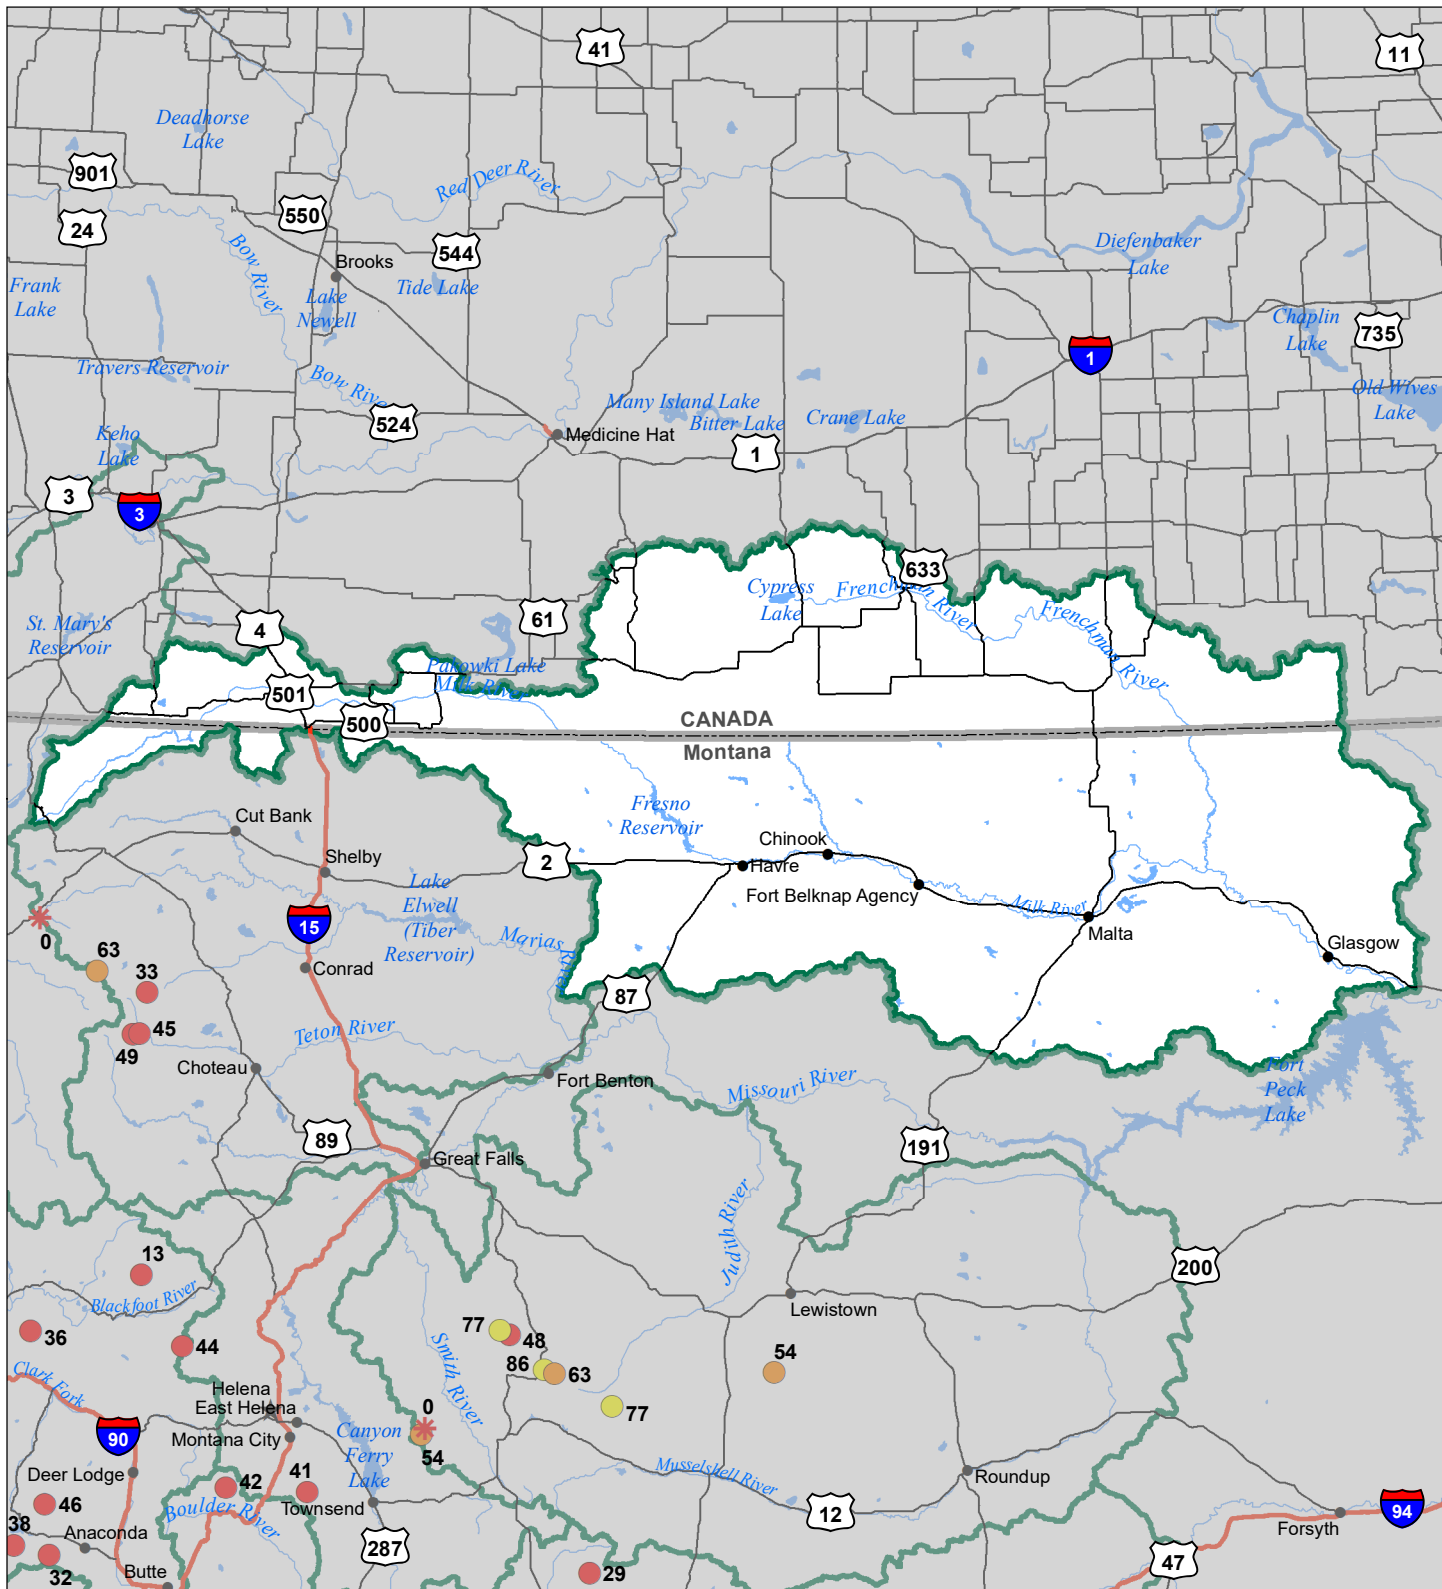 41
11
Deadhorse
Lake
901
Red Deer River
550
24
Bow River
544
Diefenbaker
Lake
Brooks
Frank
Lake
Tide Lake
Lake
Newell
Chaplin
Lake
735
1
Travers Reservoir
Bow River
Old Wives
Lake
Many Island Lake
Bitter Lake
Crane Lake
524
Medicine Hat
Keho
Lake
1
3
3
633
Cypress
Lake
Frenchman River
Frenchman River
61
4
St. Mary's
Reservoir
Pakowki Lake
Milk River
501
500
CANADA
Montana
Fresno
Reservoir
Cut Bank
Chinook
Shelby
2
Havre
Lake
Elwell
(Tiber
Reservoir)
Fort Belknap Agency
Milk River
0
15
Marias River
Malta
Glasgow
63
33
Conrad
87
45
49
Teton River
Choteau
Fort Benton
Missouri River
Fort
Peck
Lake
89
191
Great Falls
Judith River
13
200
Blackfoot River
Lewistown
36
44
77
48
Smith River
86
63
54
Clark Fork
Helena
East Helena
0
77
90
Montana City
Canyon
Ferry
Lake
54
Deer Lodge
Musselshell River
Roundup
42
41
46
Boulder River
Townsend
12
94
38
Anaconda
Forsyth
287
32
Butte
29
47